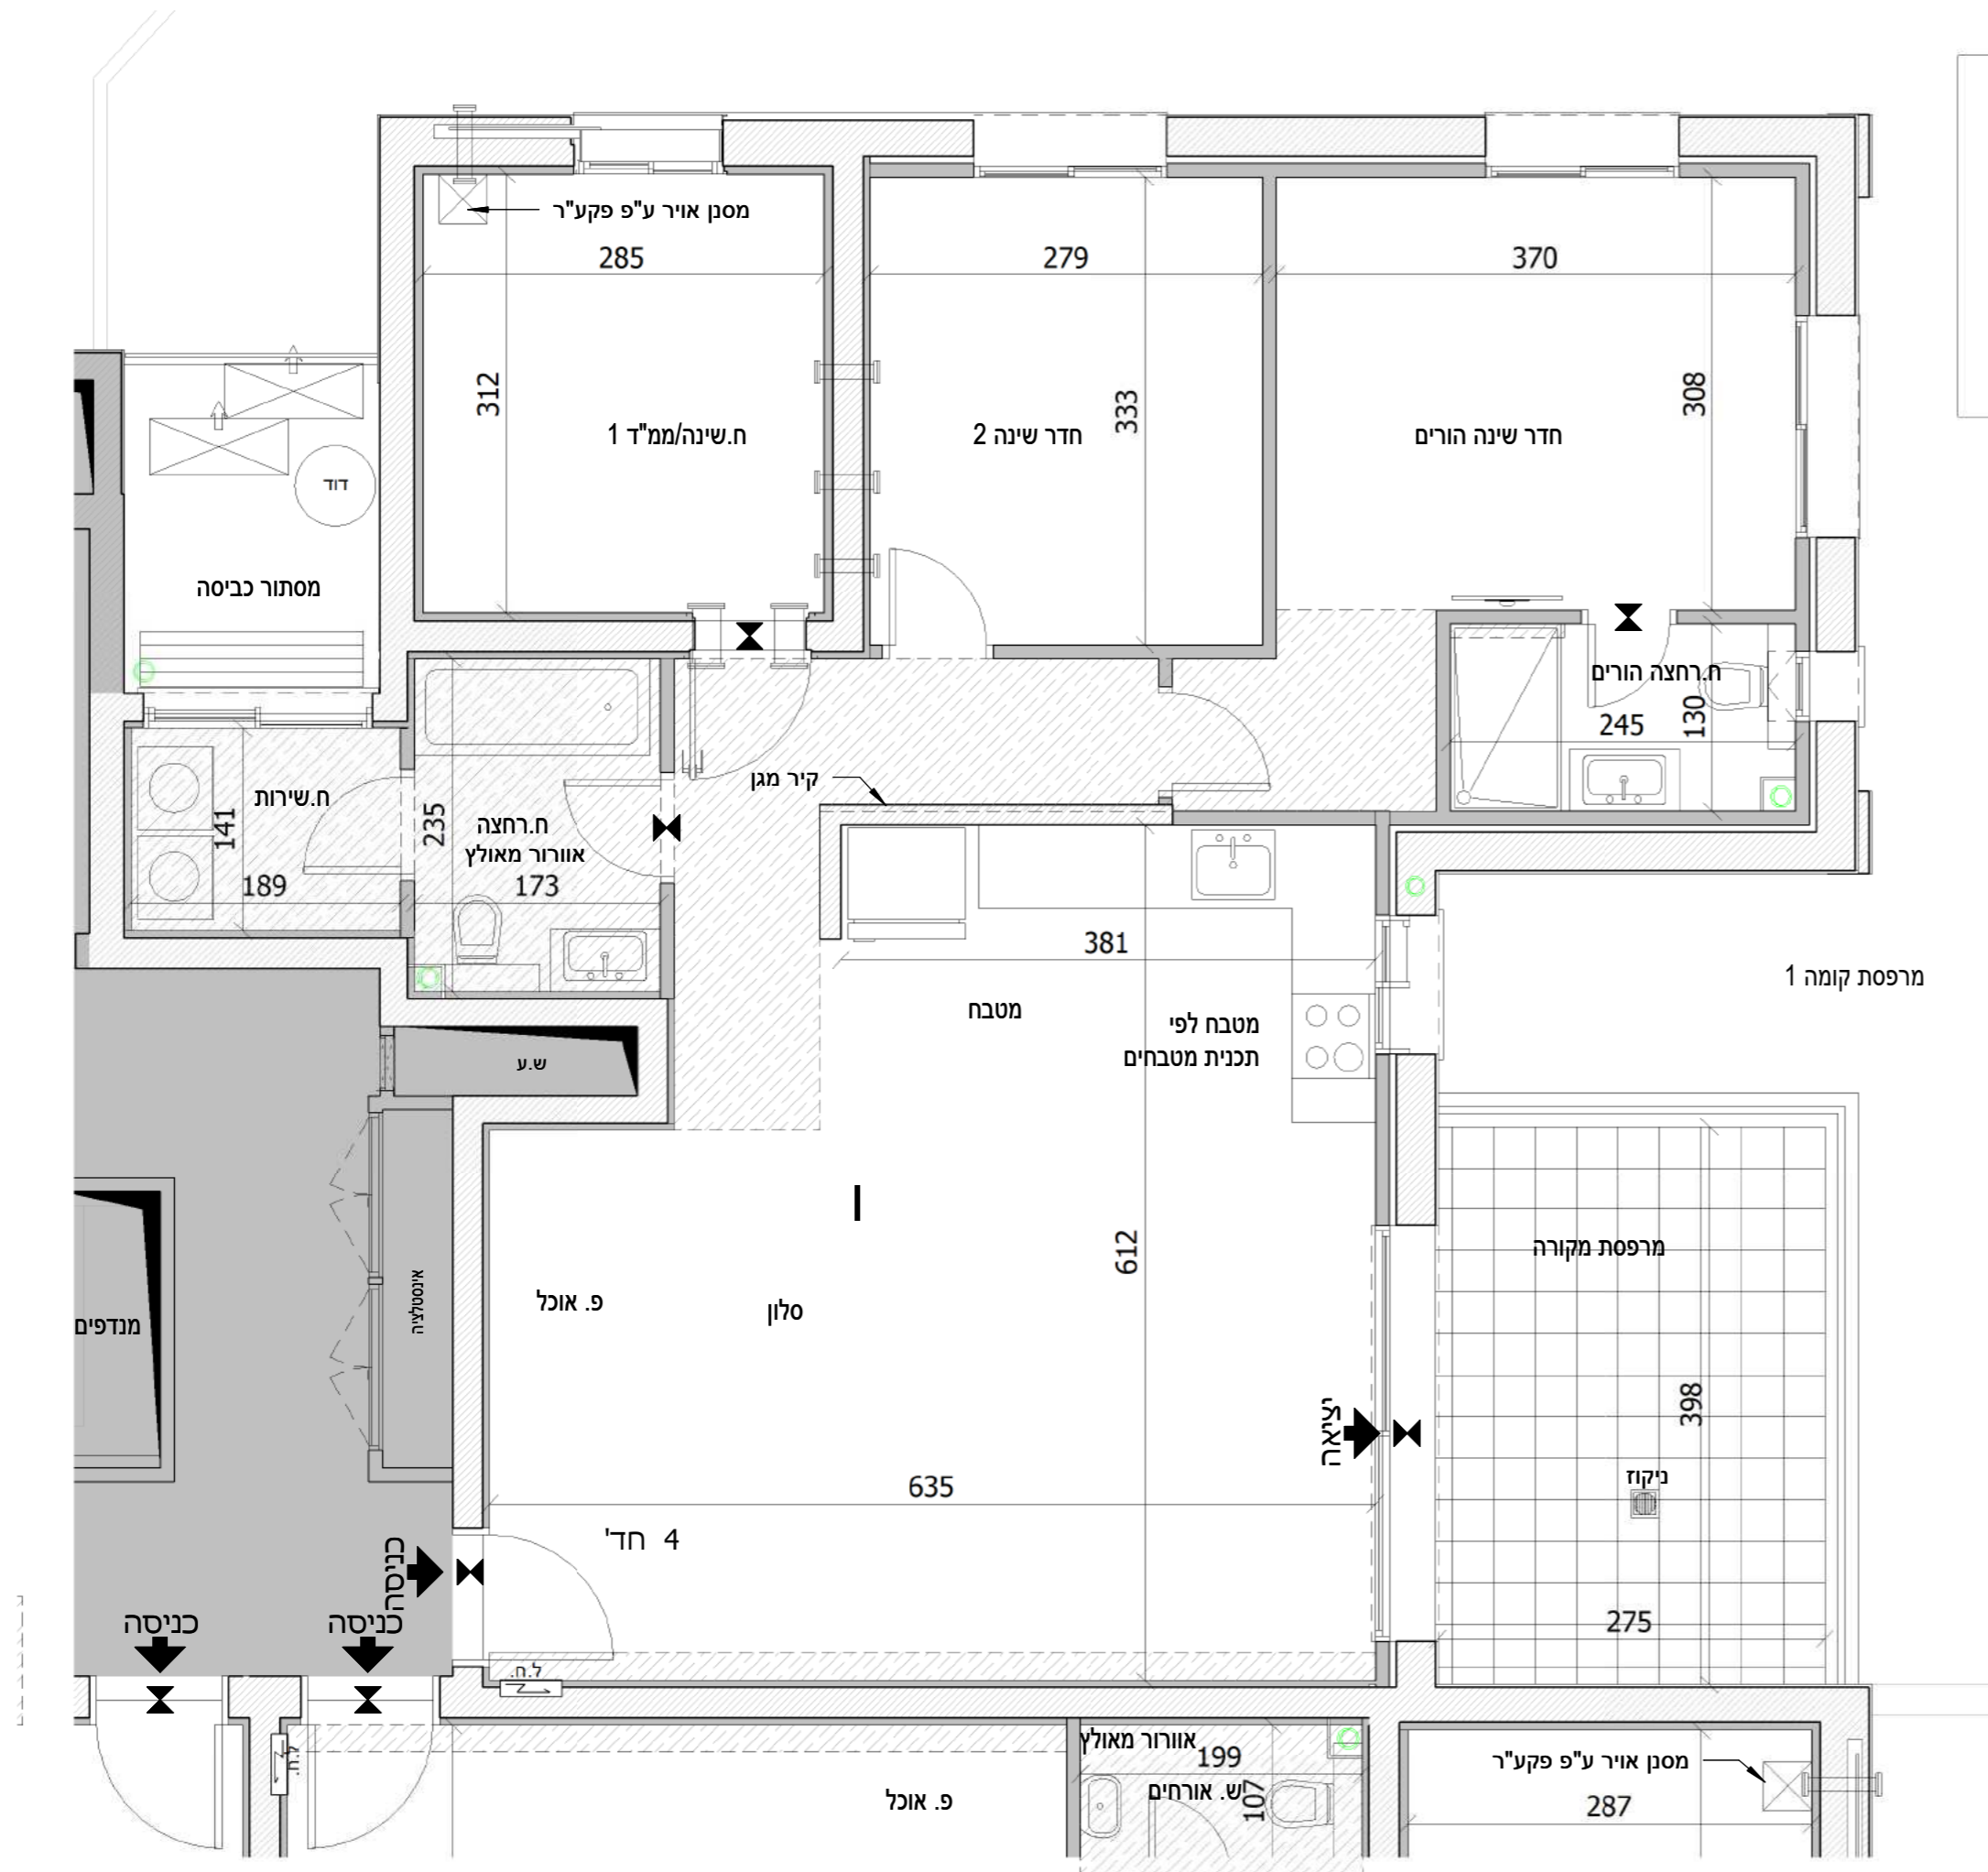 מסנן אויר ע"פ פקע"ר
285
279
370
312
333
308
ח.שינה/ממ"ד 1
חדר שינה 2
חדר שינה הורים
דוד
מסתור כביסה
ח.רחצה הורים
245
130
קיר מגן
ח.שירות
141
189
235
ח.רחצה
אוורור מאולץ
173
381
מטבח
מטבח לפי
תכנית מטבחים
מרפסת קומה 1
ש.ע
אינסטלציה
מנדפים
I
612
פ. אוכל
סלון
מרפסת מקורה
398
יציאה
ניקוז
635
4 חד'
כניסה
כניסה
כניסה
275
ל.ח.
ל.ח.
אוורור מאולץ
199
ש. אורחים
107
פ. אוכל
מסנן אויר ע"פ פקע"ר
287